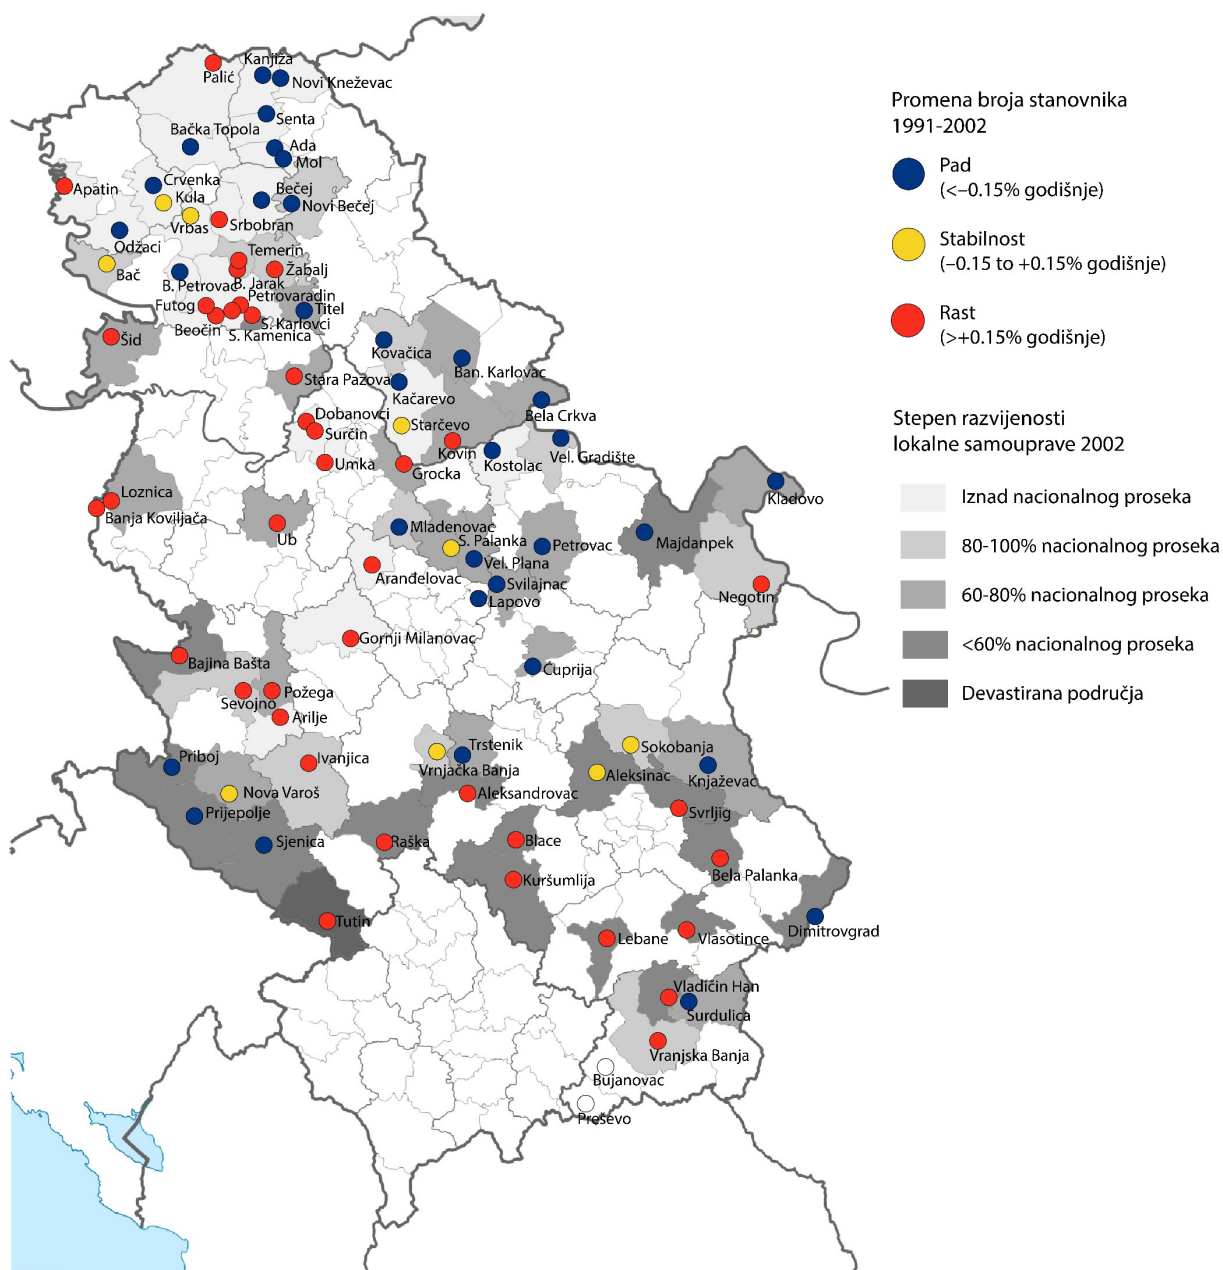 Kanjiža
Palić
Novi Kneževac
Senta
Bačka Topola
Ada
Mol
Crvenka
Apatin
Kula
Bečej
Novi Bečej
Vrbas
Srbobran
Odžaci
Temerin
Bač
Žabalj
B. Petrovac
B. Jarak
Petrovaradin
Futog
Titel
Beočin
S. Karlovci
S. Kamenica
Šid
Kovačica
Ban. Karlovac
Stara Pazova
Kačarevo
Bela Crkva
Dobanovci
Starčevo
Surčin
Kovin
Vel. Gradište
Umka
Kostolac
Grocka
Kladovo
Loznica
Banja Koviljača
Ub
Mladenovac
S. Palanka
Petrovac
Majdanpek
Vel. Plana
Aranđelovac
Svilajnac
Negotin
Lapovo
Gornji Milanovac
Bajina Bašta
Ćuprija
Požega
Sevojno
Arilje
Priboj
Ivanjica
Trstenik
Sokobanja
Vrnjačka Banja
Aleksinac
Knjaževac
Nova Varoš
Aleksandrovac
Prijepolje
Svrljig
Sjenica
Raška
Blace
Kuršumlija
Bela Palanka
Tutin
Lebane
Vlasotince
Dimitrovgrad
Vladičin Han
Surdulica
Vranjska Banja
Bujanovac
Preševo
Promena broja stanovnika
1991-2002
Pad
(<–0.15% godišnje)
Stabilnost
(–0.15 to +0.15% godišnje)
Rast
(>+0.15% godišnje)
Stepen razvijenosti
lokalne samouprave 2002
Iznad nacionalnog proseka
80-100% nacionalnog proseka
60-80% nacionalnog proseka
<60% nacionalnog proseka
Devastirana područja